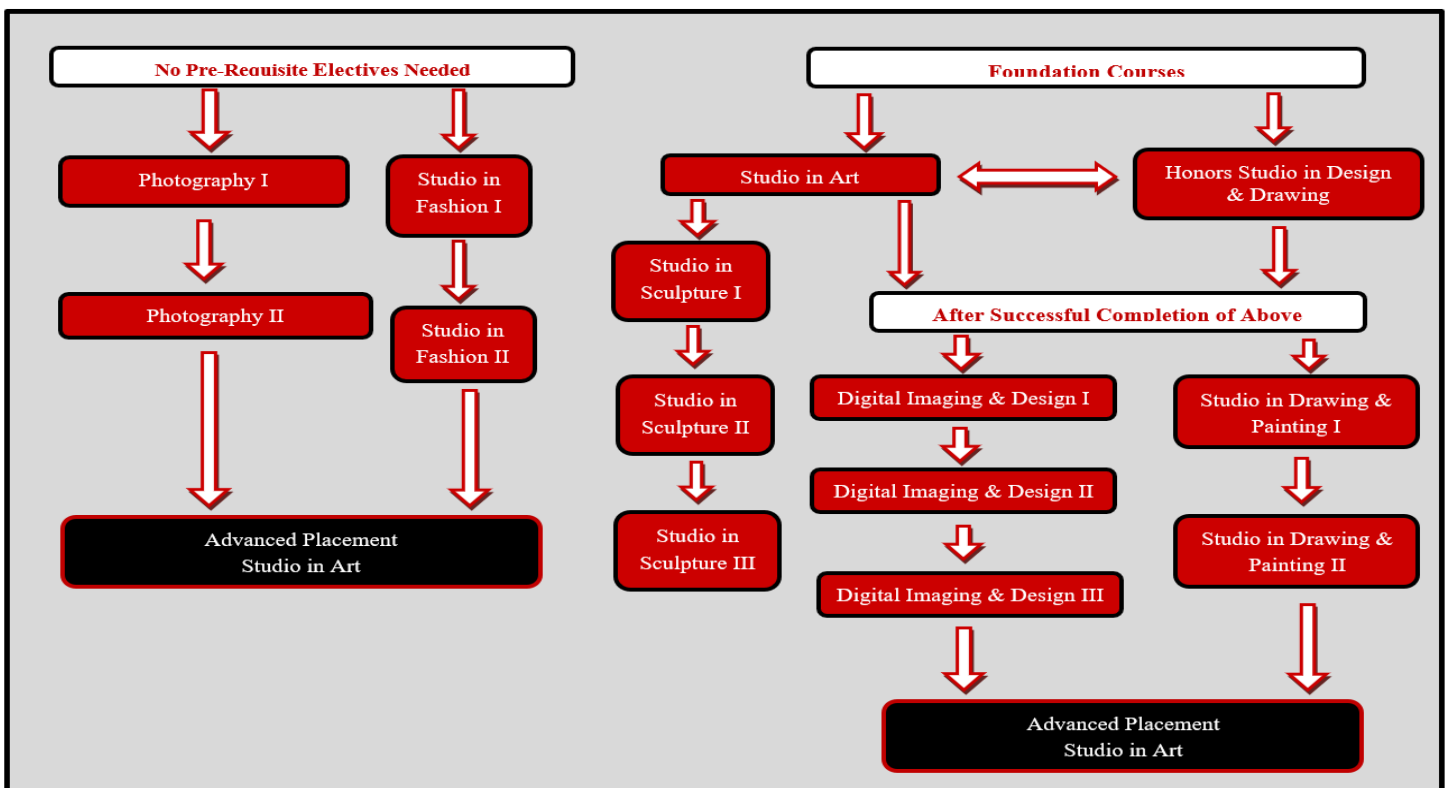 No Pre-Requisite Electives Needed
Photography I
Studio in
Fashion I
Photography II
Studio in
Fashion II
Advanced Placement
Studio in Art
Foundation Courses
Studio in Art
Honors Studio in Design
& Drawing
Studio in
Sculpture I
Studio in
Sculpture II
Studio in
Sculpture III
After Successful Completion of Above
Digital Imaging & Design I
Digital Imaging & Design II
Digital Imaging & Design III
Studio in Drawing &
Painting I
Studio in Drawing &
Painting II
Advanced Placement
Studio in Art